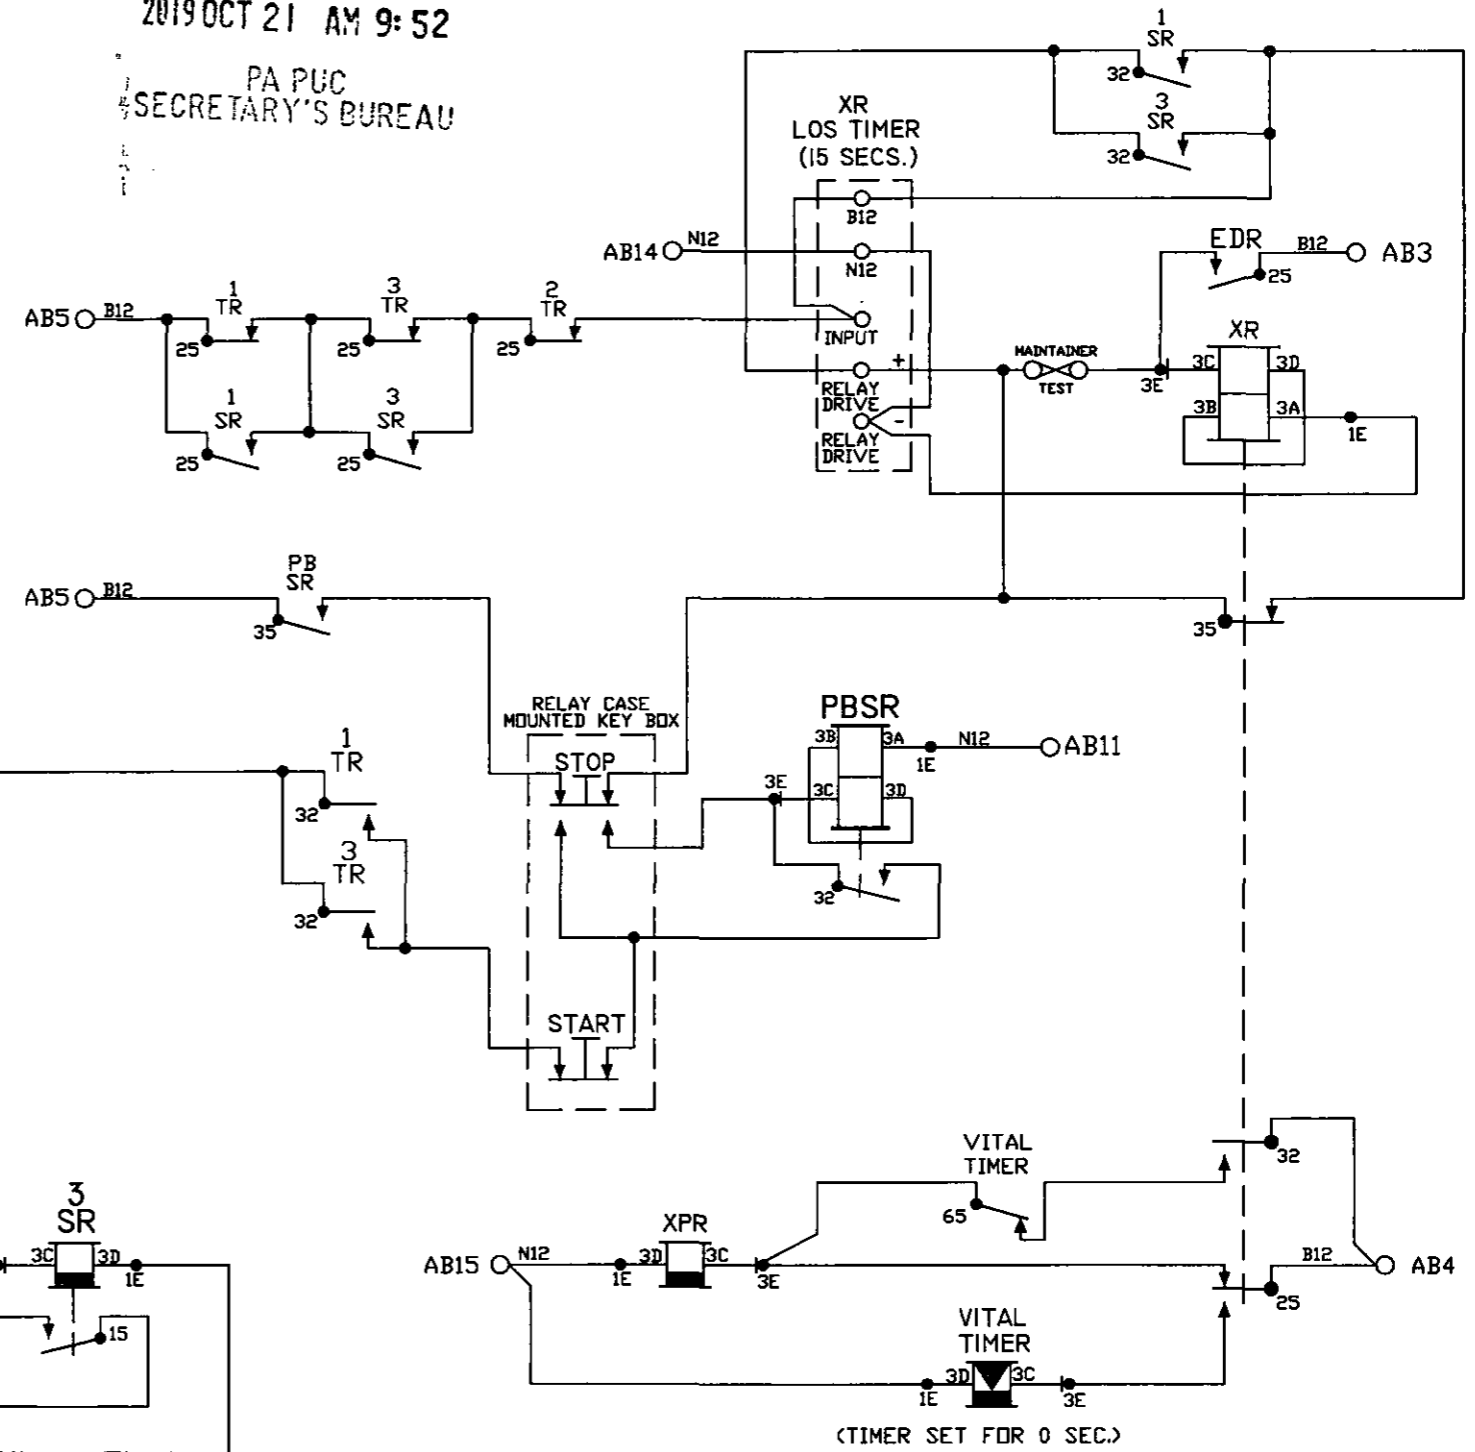 2019 OCT 21 AM 9:52
PA PUC
SECRETARY'S BUREAU
1
SR
32
3
SR
32
XR
LOS TIMER
(15 SECS.)
B12
AB14 N12
N12
EDR
B12 AB3
25
AB5 B12
1
TR
25
3
TR
25
2
TR
25
INPUT
+
RELAY
DRIVE
-
RELAY
DRIVE
MAINTAINER
TEST
3E
XR
3C 3D
3B 3A
1E
1
SR
25
3
SR
25
AB5 B12
PB
SR
35
35
RELAY CASE
MOUNTED KEY BOX
STOP
PBSR
3B 3A
1E
N12 AB11
3E
3C 3D
32
1
TR
32
3
TR
32
START
VITAL
TIMER
65
32
3
SR
3C 3D
1E
15
AB15 N12
1E
XPR
3D 3C
3E
B12 AB4
25
VITAL
TIMER
3D 3C
1E
3E
(TIMER SET FOR 0 SEC.)